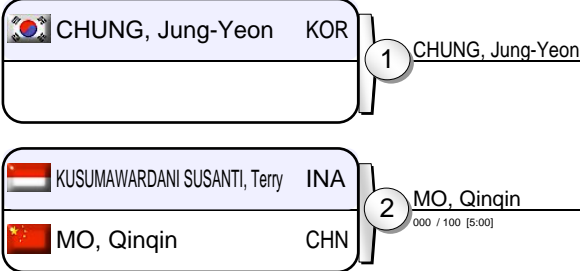 CHUNG, Jung-Yeon KOR
1 CHUNG, Jung-Yeon
KUSUMAWARDANI SUSANTI, Terry INA
2 MO, Qinqin
000 / 100 [5:00]
MO, Qinqin CHN